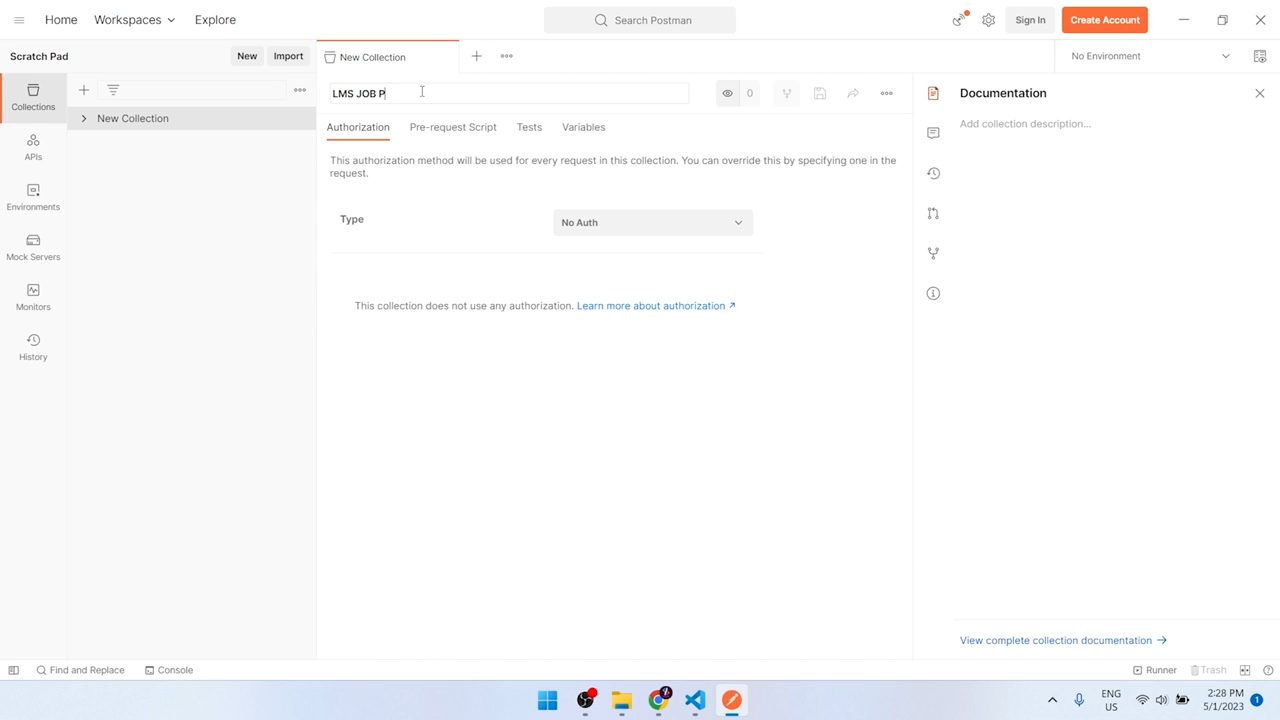 Home Workspaces Explore Search Postman Sign In Create Account
Scratch Pad New Import New Collection No Environment
LMS JOB P 0 Documentation
Collections New Collection Add collection description...
Authorization Pre-request Script Tests Variables
APIs
This authorization method will be used for every request in this collection. You can override this by specifying one in the
request.
Environments
Type No Auth
Mock Servers
Monitors
This collection does not use any authorization. Learn more about authorization ↗
History
View complete collection documentation →
Find and Replace Console Runner Trash
ENG
US
2:28 PM
5/1/2023
1